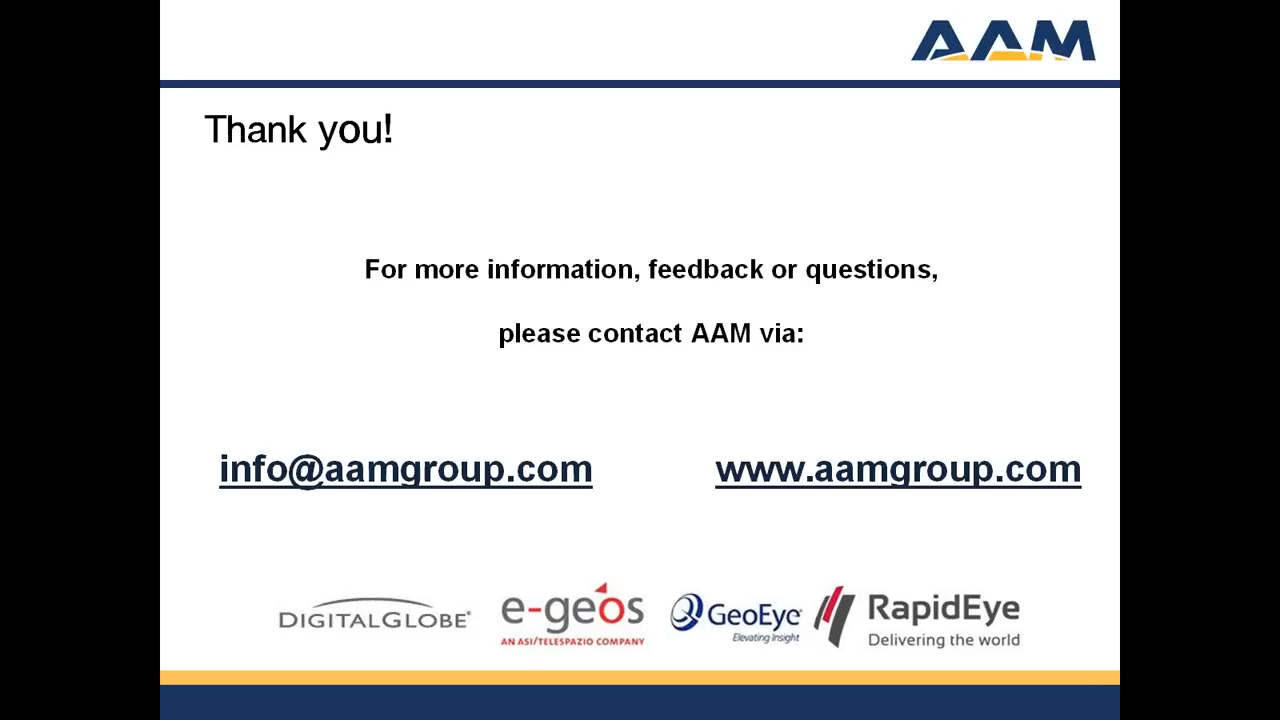 AAM
Thank you!
For more information, feedback or questions,
please contact AAM via:
info@aamgroup.com www.aamgroup.com
DIGITALGLOBE® e-geos GeoEye RapidEye
AN ASI/TELESPAZIO COMPANY Elevating Insight Delivering the world